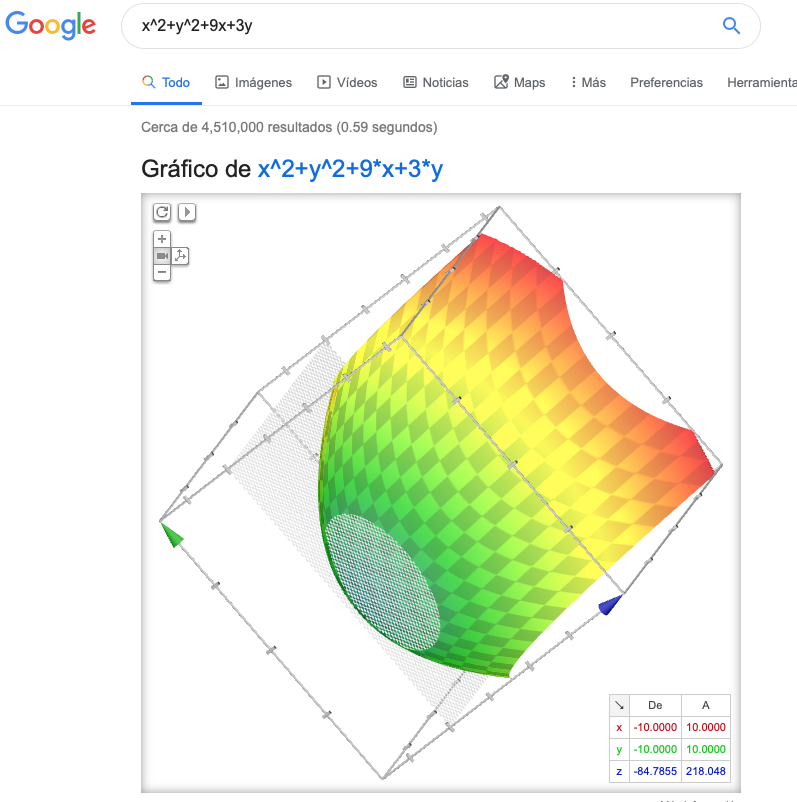 Google
x^2+y^2+9x+3y
Todo Imágenes Vídeos Noticias Maps Más Preferencias Herramienta
Cerca de 4,510,000 resultados (0.59 segundos)
Gráfico de x^2+y^2+9*x+3*y
De A
x -10.0000 10.0000
y -10.0000 10.0000
z -84.7855 218.048